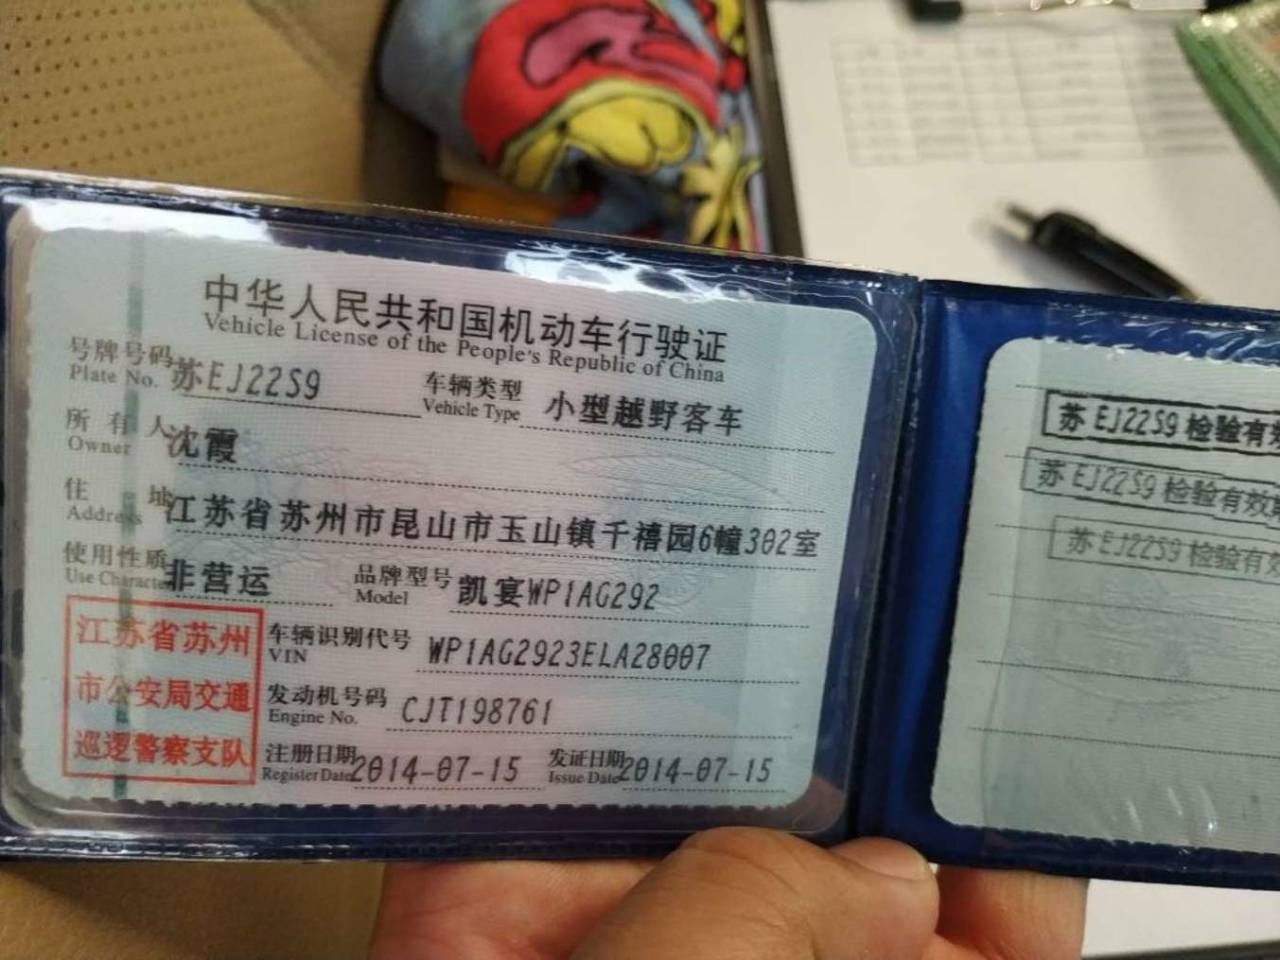 中华人民共和国机动车行驶证
Vehicle License of the People's Republic of China
号牌号码 苏EJ22S9 车辆类型 小型越野客车
Plate No. Vehicle Type
所有人 沈霞
Owner
住址 江苏省苏州市昆山市玉山镇千禧园6幢302室
Address
使用性质 非营运 品牌型号 凯宴WP1AG292
Use Character Model
江苏省苏州
市公安局交通
巡逻警察支队
车辆识别代号 WP1AG2923ELA28007
VIN
发动机号码 CJT198761
Engine No.
注册日期 2014-07-15 发证日期 2014-07-15
Register Date Issue Date
苏EJ22S9检验有
苏EJ22S9检验有效
苏EJ22S9检验有效